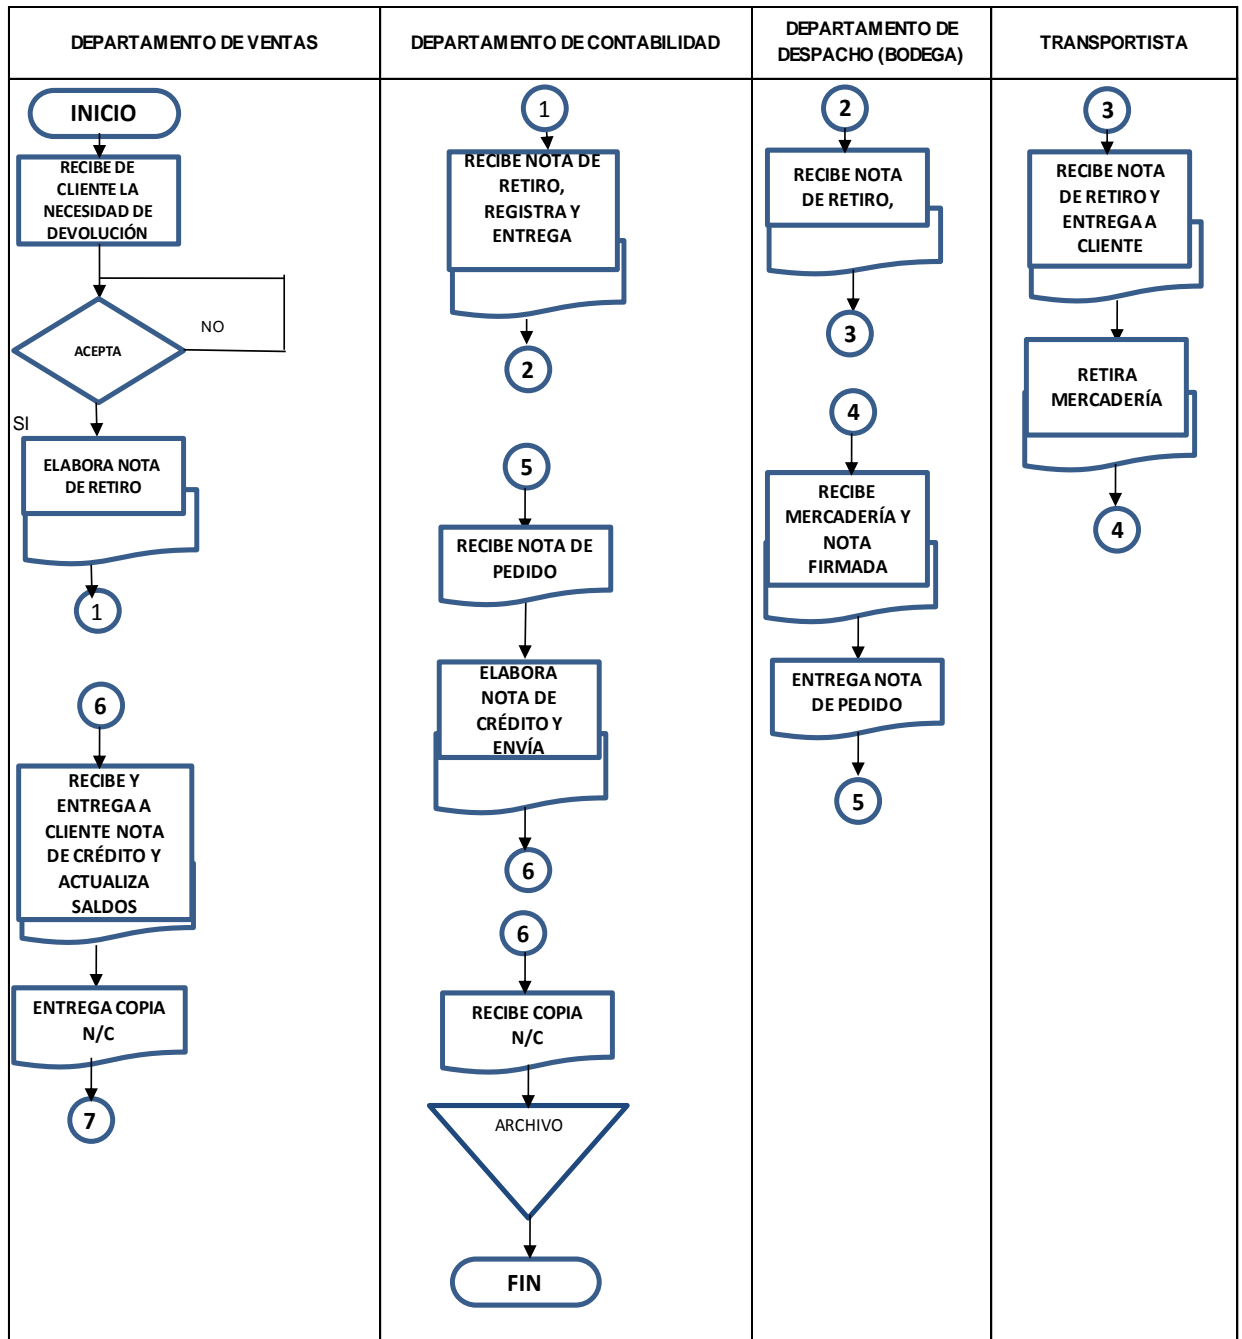 DEPARTAMENTO DE VENTAS
DEPARTAMENTO DE CONTABILIDAD
DEPARTAMENTO DE
DESPACHO (BODEGA)
TRANSPORTISTA
INICIO
RECIBE DE
CLIENTE LA
NECESIDAD DE
DEVOLUCIÓN
ACEPTA
NO
SI
ELABORA NOTA
DE RETIRO
1
6
RECIBE Y
ENTREGA A
CLIENTE NOTA
DE CRÉDITO Y
ACTUALIZA
SALDOS
ENTREGA COPIA
N/C
7
1
RECIBE NOTA DE
RETIRO,
REGISTRA Y
ENTREGA
2
5
RECIBE NOTA DE
PEDIDO
ELABORA
NOTA DE
CRÉDITO Y
ENVÍA
6
6
RECIBE COPIA
N/C
ARCHIVO
FIN
2
RECIBE NOTA
DE RETIRO,
3
4
RECIBE
MERCADERÍA Y
NOTA
FIRMADA
ENTREGA NOTA
DE PEDIDO
5
3
RECIBE NOTA
DE RETIRO Y
ENTREGA A
CLIENTE
RETIRA
MERCADERÍA
4